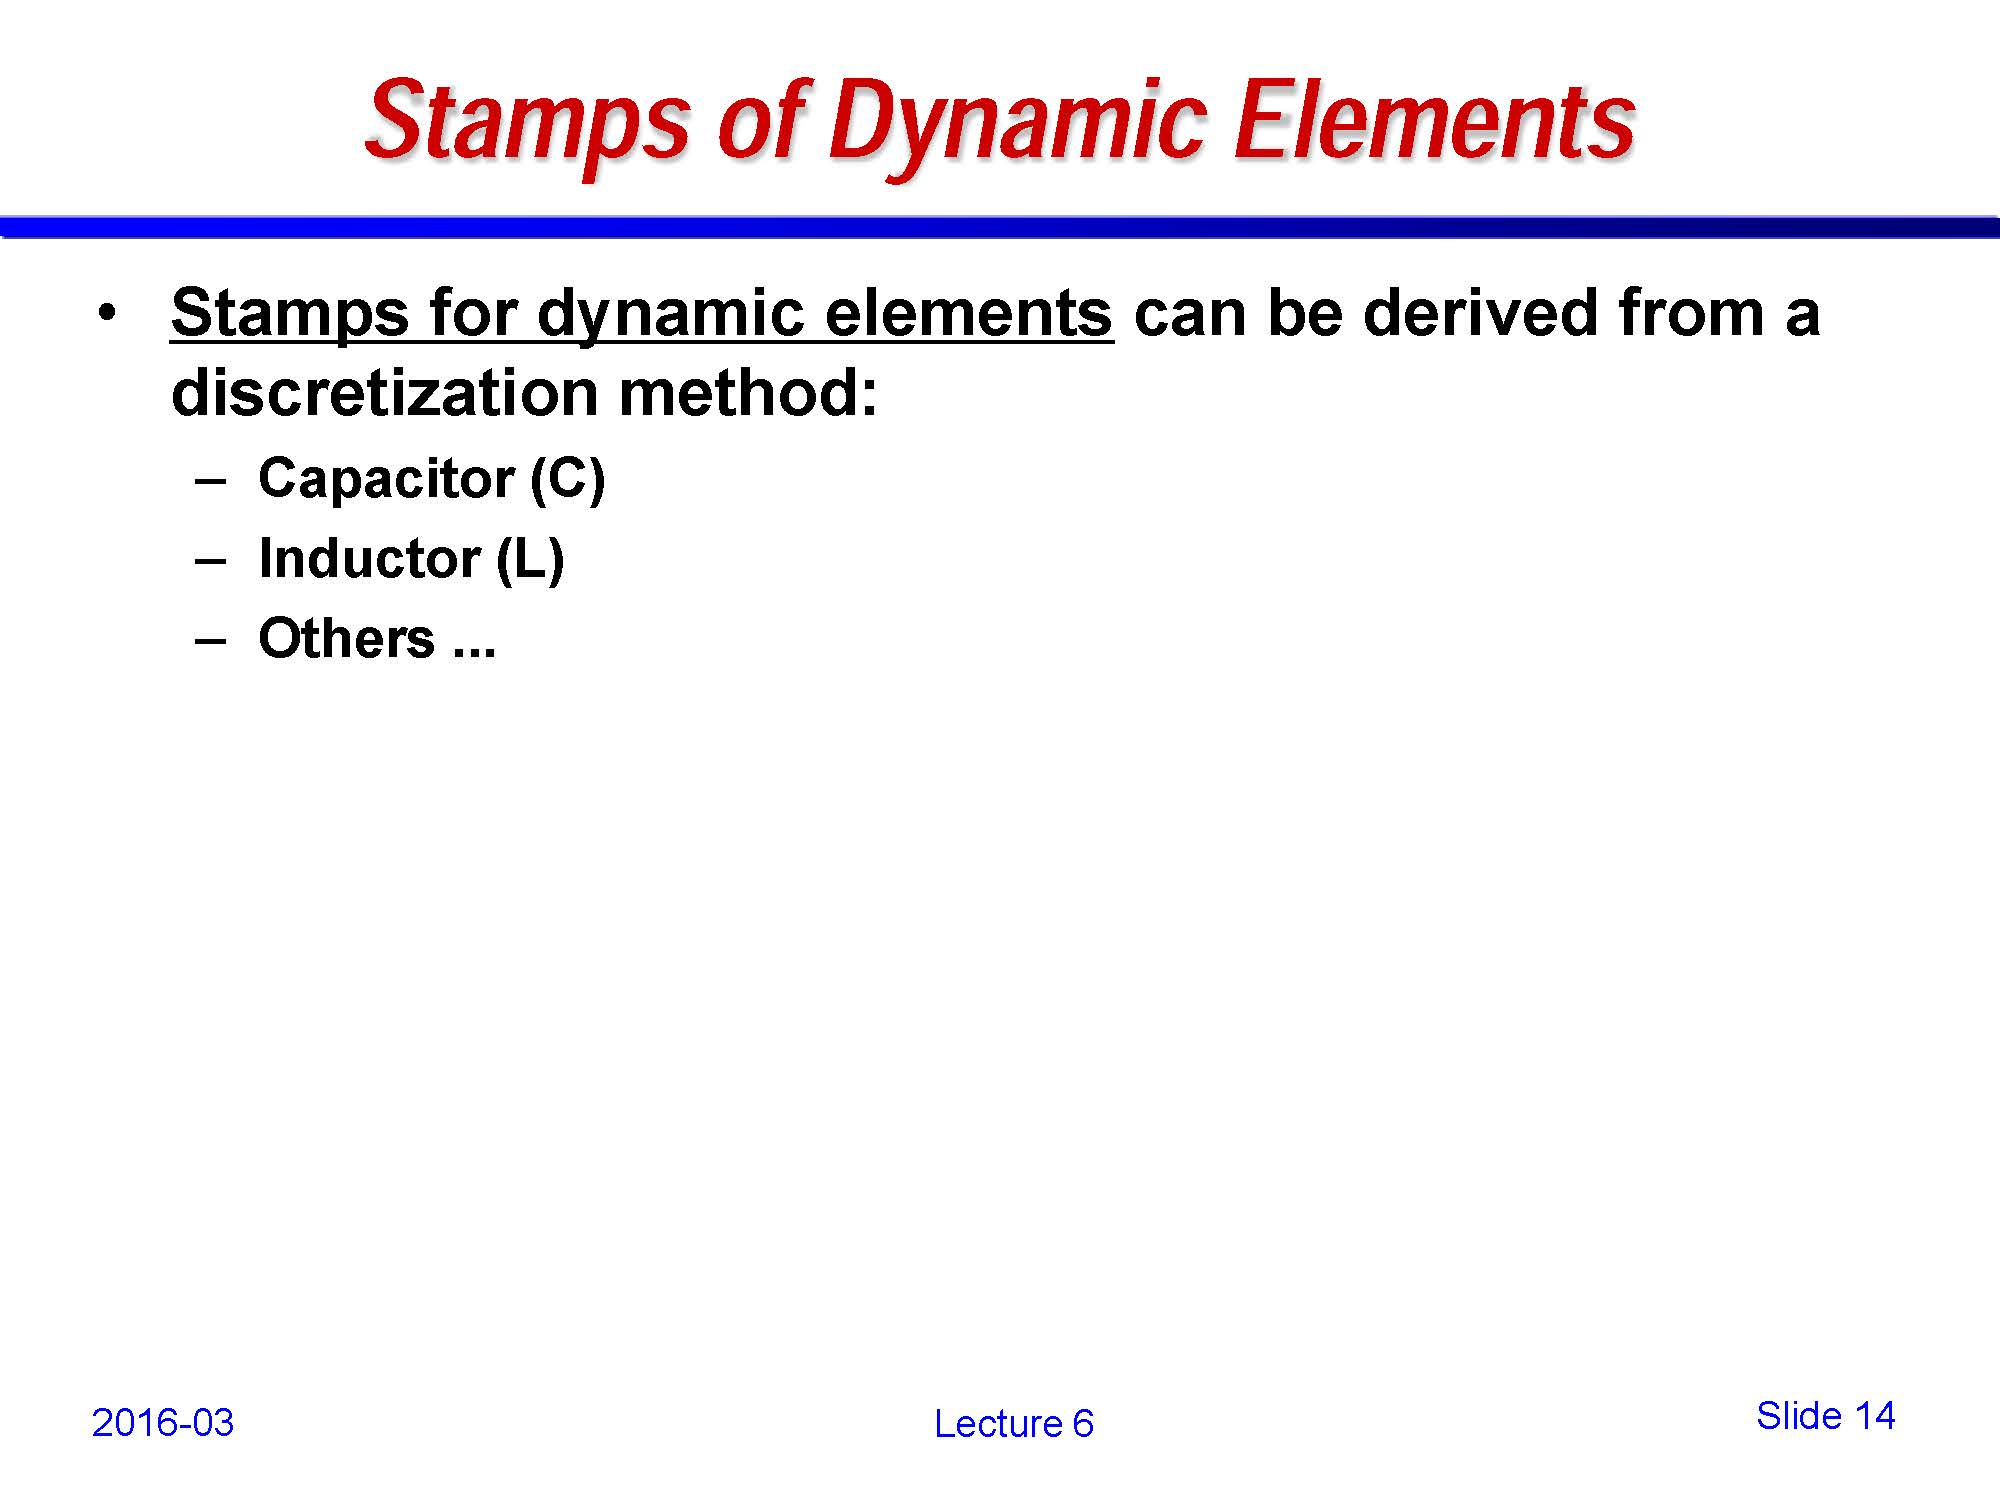 Stamps of Dynamic Elements
• Stamps for dynamic elements can be derived from a
discretization method:
– Capacitor (C)
– Inductor (L)
– Others ...
2016-03
Lecture 6
Slide 14